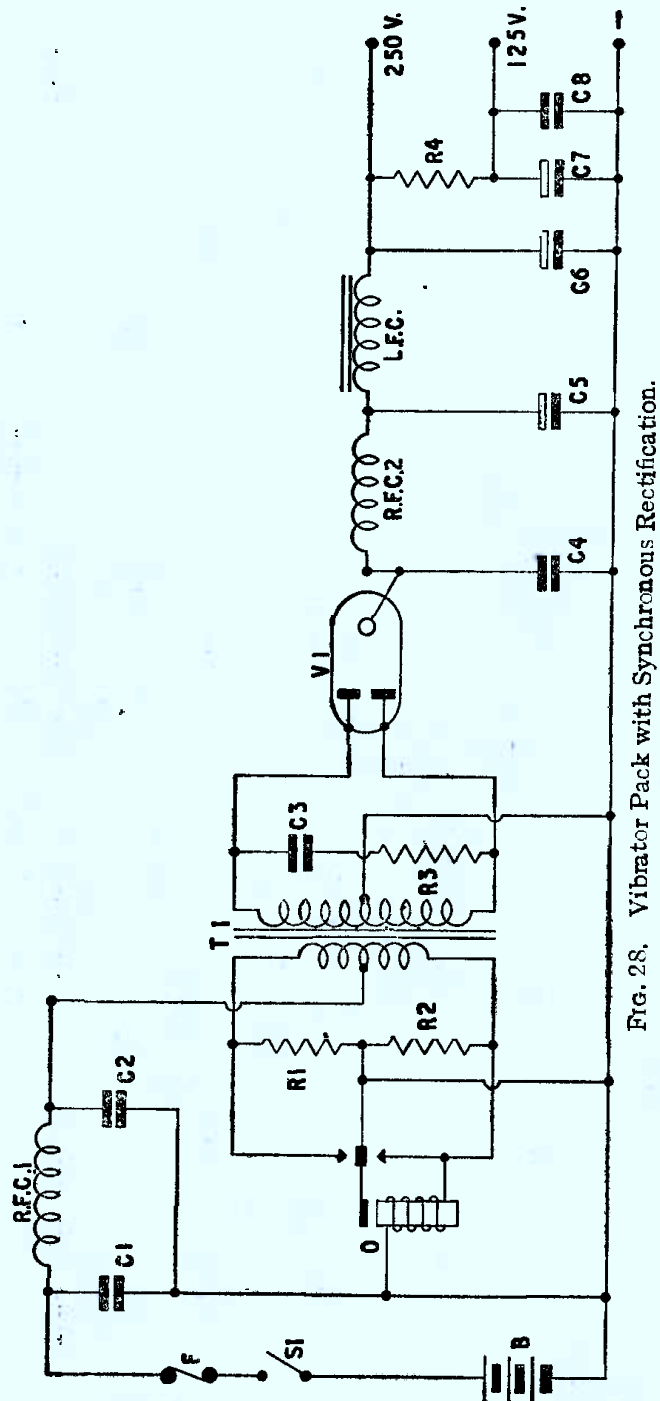 R.F.C.1
C1
C2
F
S1
B
O
R1
R2
T1
C3
R3
V1
R.F.C.2
L.F.C.
C4
C5
C6
R4
C7
C8
250 V.
125 V.
−
FIG. 28. Vibrator Pack with Synchronous Rectification.